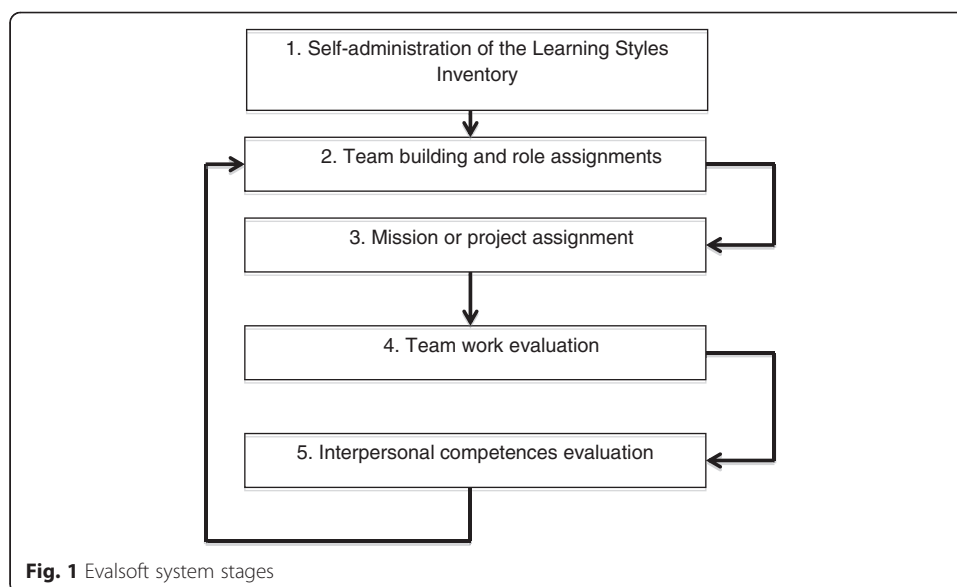 1. Self-administration of the Learning Styles
Inventory
2. Team building and role assignments
3. Mission or project assignment
4. Team work evaluation
5. Interpersonal competences evaluation
Fig. 1 Evalsoft system stages